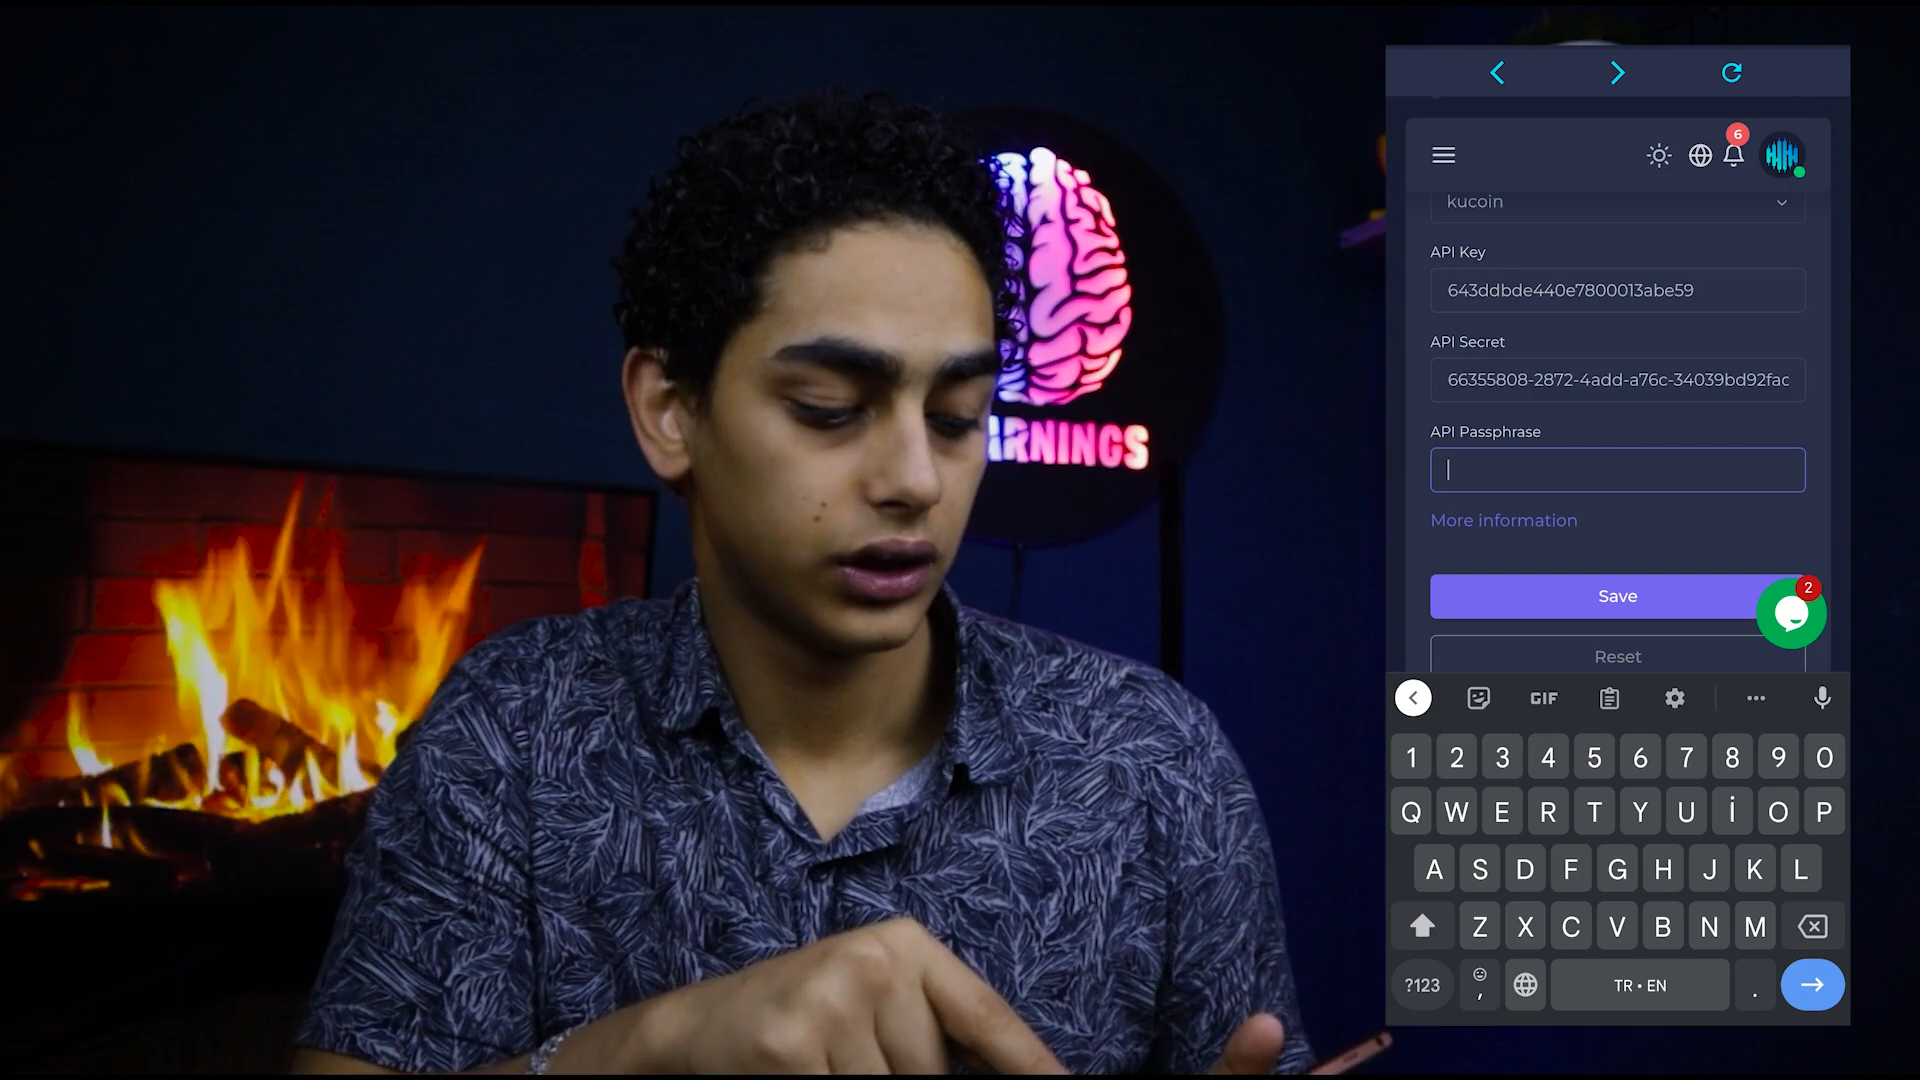 6
kucoin
API Key
643ddbde440e7800013abe59
API Secret
66355808-2872-4add-a76c-34039bd92fac
API Passphrase
More information
Save
2
Reset
GIF
1 2 3 4 5 6 7 8 9 0
Q W E R T Y U İ O P
A S D F G H J K L
Z X C V B N M
?123 , TR • EN .
ARNINGS